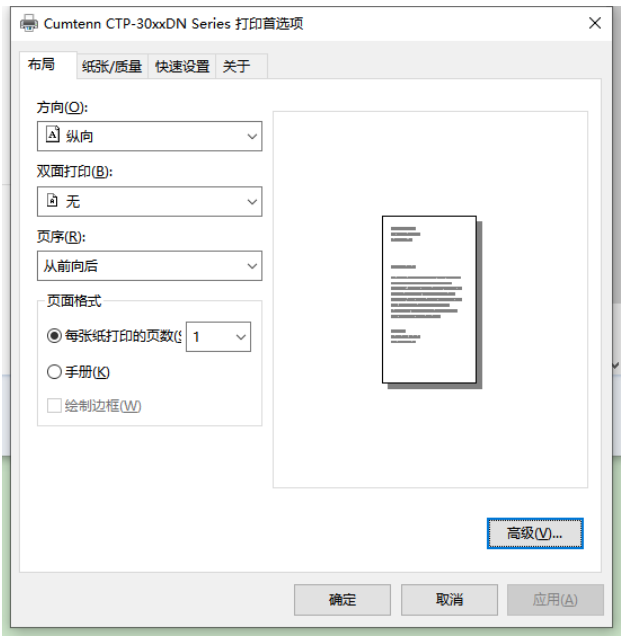 Cumtenn CTP-30xxDN Series 打印首选项
布局 纸张/质量 快速设置 关于
方向(O):
纵向
双面打印(B):
无
页序(R):
从前向后
页面格式
每张纸打印的页数(S 1
手册(K)
绘制边框(W)
高级(V)...
确定 取消 应用(A)